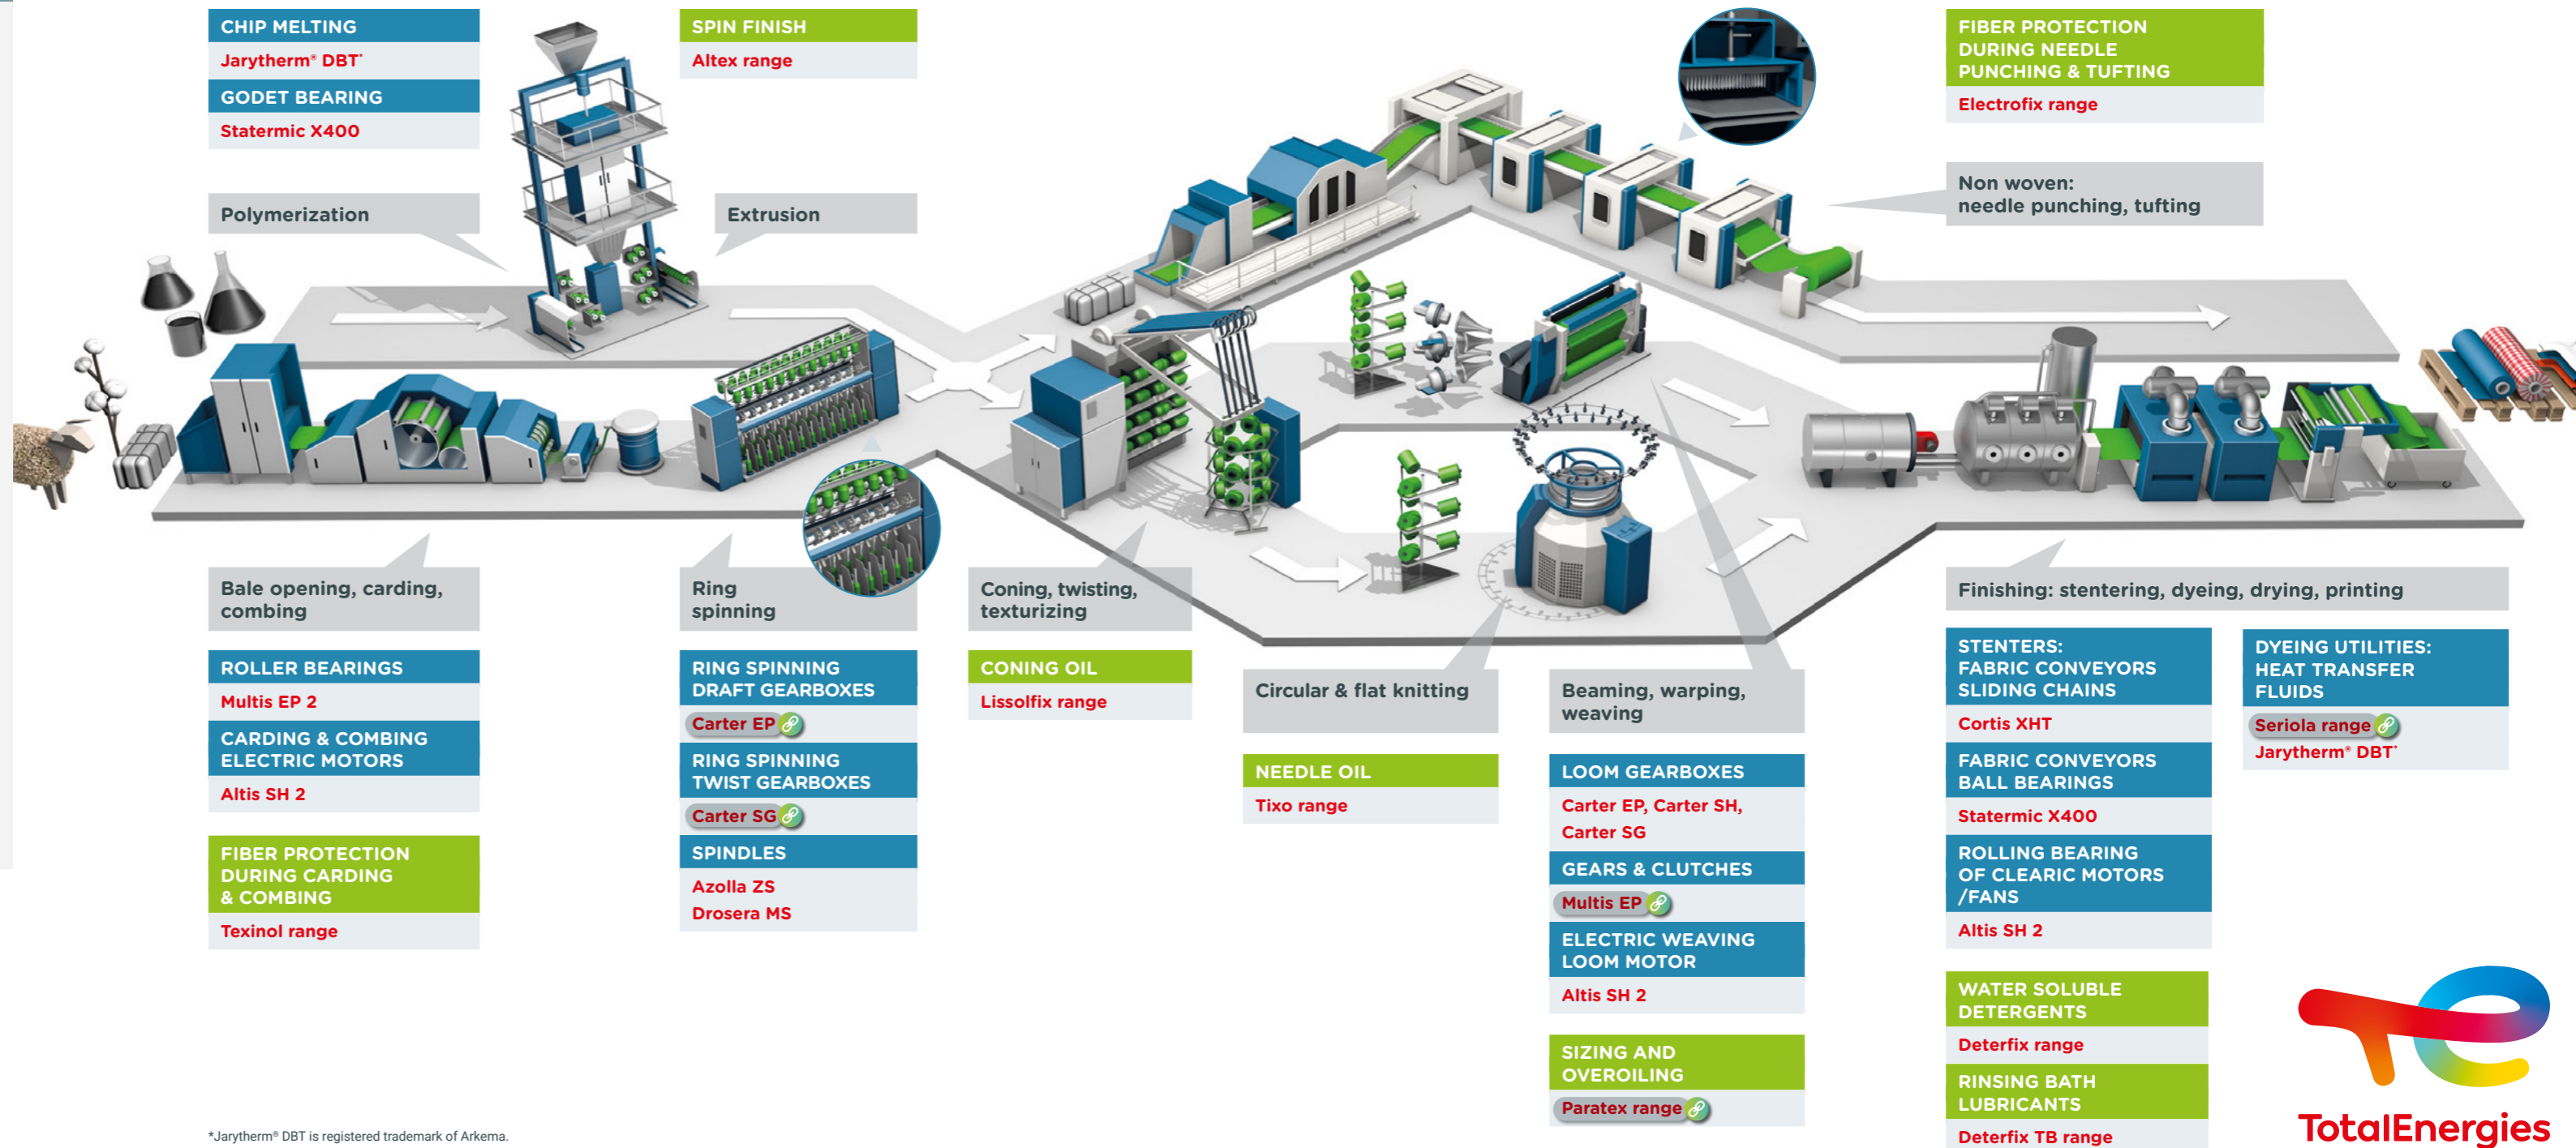 CHIP MELTING
Jarytherm® DBT*
GODET BEARING
Statermic X400
Polymerization
SPIN FINISH
Altex range
Extrusion
FIBER PROTECTION
DURING NEEDLE
PUNCHING & TUFTING
Electrofix range
Non woven:
needle punching, tufting
Bale opening, carding,
combing
ROLLER BEARINGS
Multis EP 2
CARDING & COMBING
ELECTRIC MOTORS
Altis SH 2
FIBER PROTECTION
DURING CARDING
& COMBING
Texinol range
Ring
spinning
RING SPINNING
DRAFT GEARBOXES
Carter EP
RING SPINNING
TWIST GEARBOXES
Carter SG
SPINDLES
Azolla ZS
Drosera MS
Coning, twisting,
texturizing
CONING OIL
Lissolfix range
Circular & flat knitting
NEEDLE OIL
Tixo range
Beaming, warping,
weaving
LOOM GEARBOXES
Carter EP, Carter SH,
Carter SG
GEARS & CLUTCHES
Multis EP
ELECTRIC WEAVING
LOOM MOTOR
Altis SH 2
SIZING AND
OVEROILING
Paratex range
Finishing: stentering, dyeing, drying, printing
STENTERS:
FABRIC CONVEYORS
SLIDING CHAINS
Cortis XHT
FABRIC CONVEYORS
BALL BEARINGS
Statermic X400
ROLLING BEARING
OF CLEARIC MOTORS
/FANS
Altis SH 2
WATER SOLUBLE
DETERGENTS
Deterfix range
RINSING BATH
LUBRICANTS
Deterfix TB range
DYEING UTILITIES:
HEAT TRANSFER
FLUIDS
Seriola range
Jarytherm® DBT*
TotalEnergies
*Jarytherm® DBT is registered trademark of Arkema.